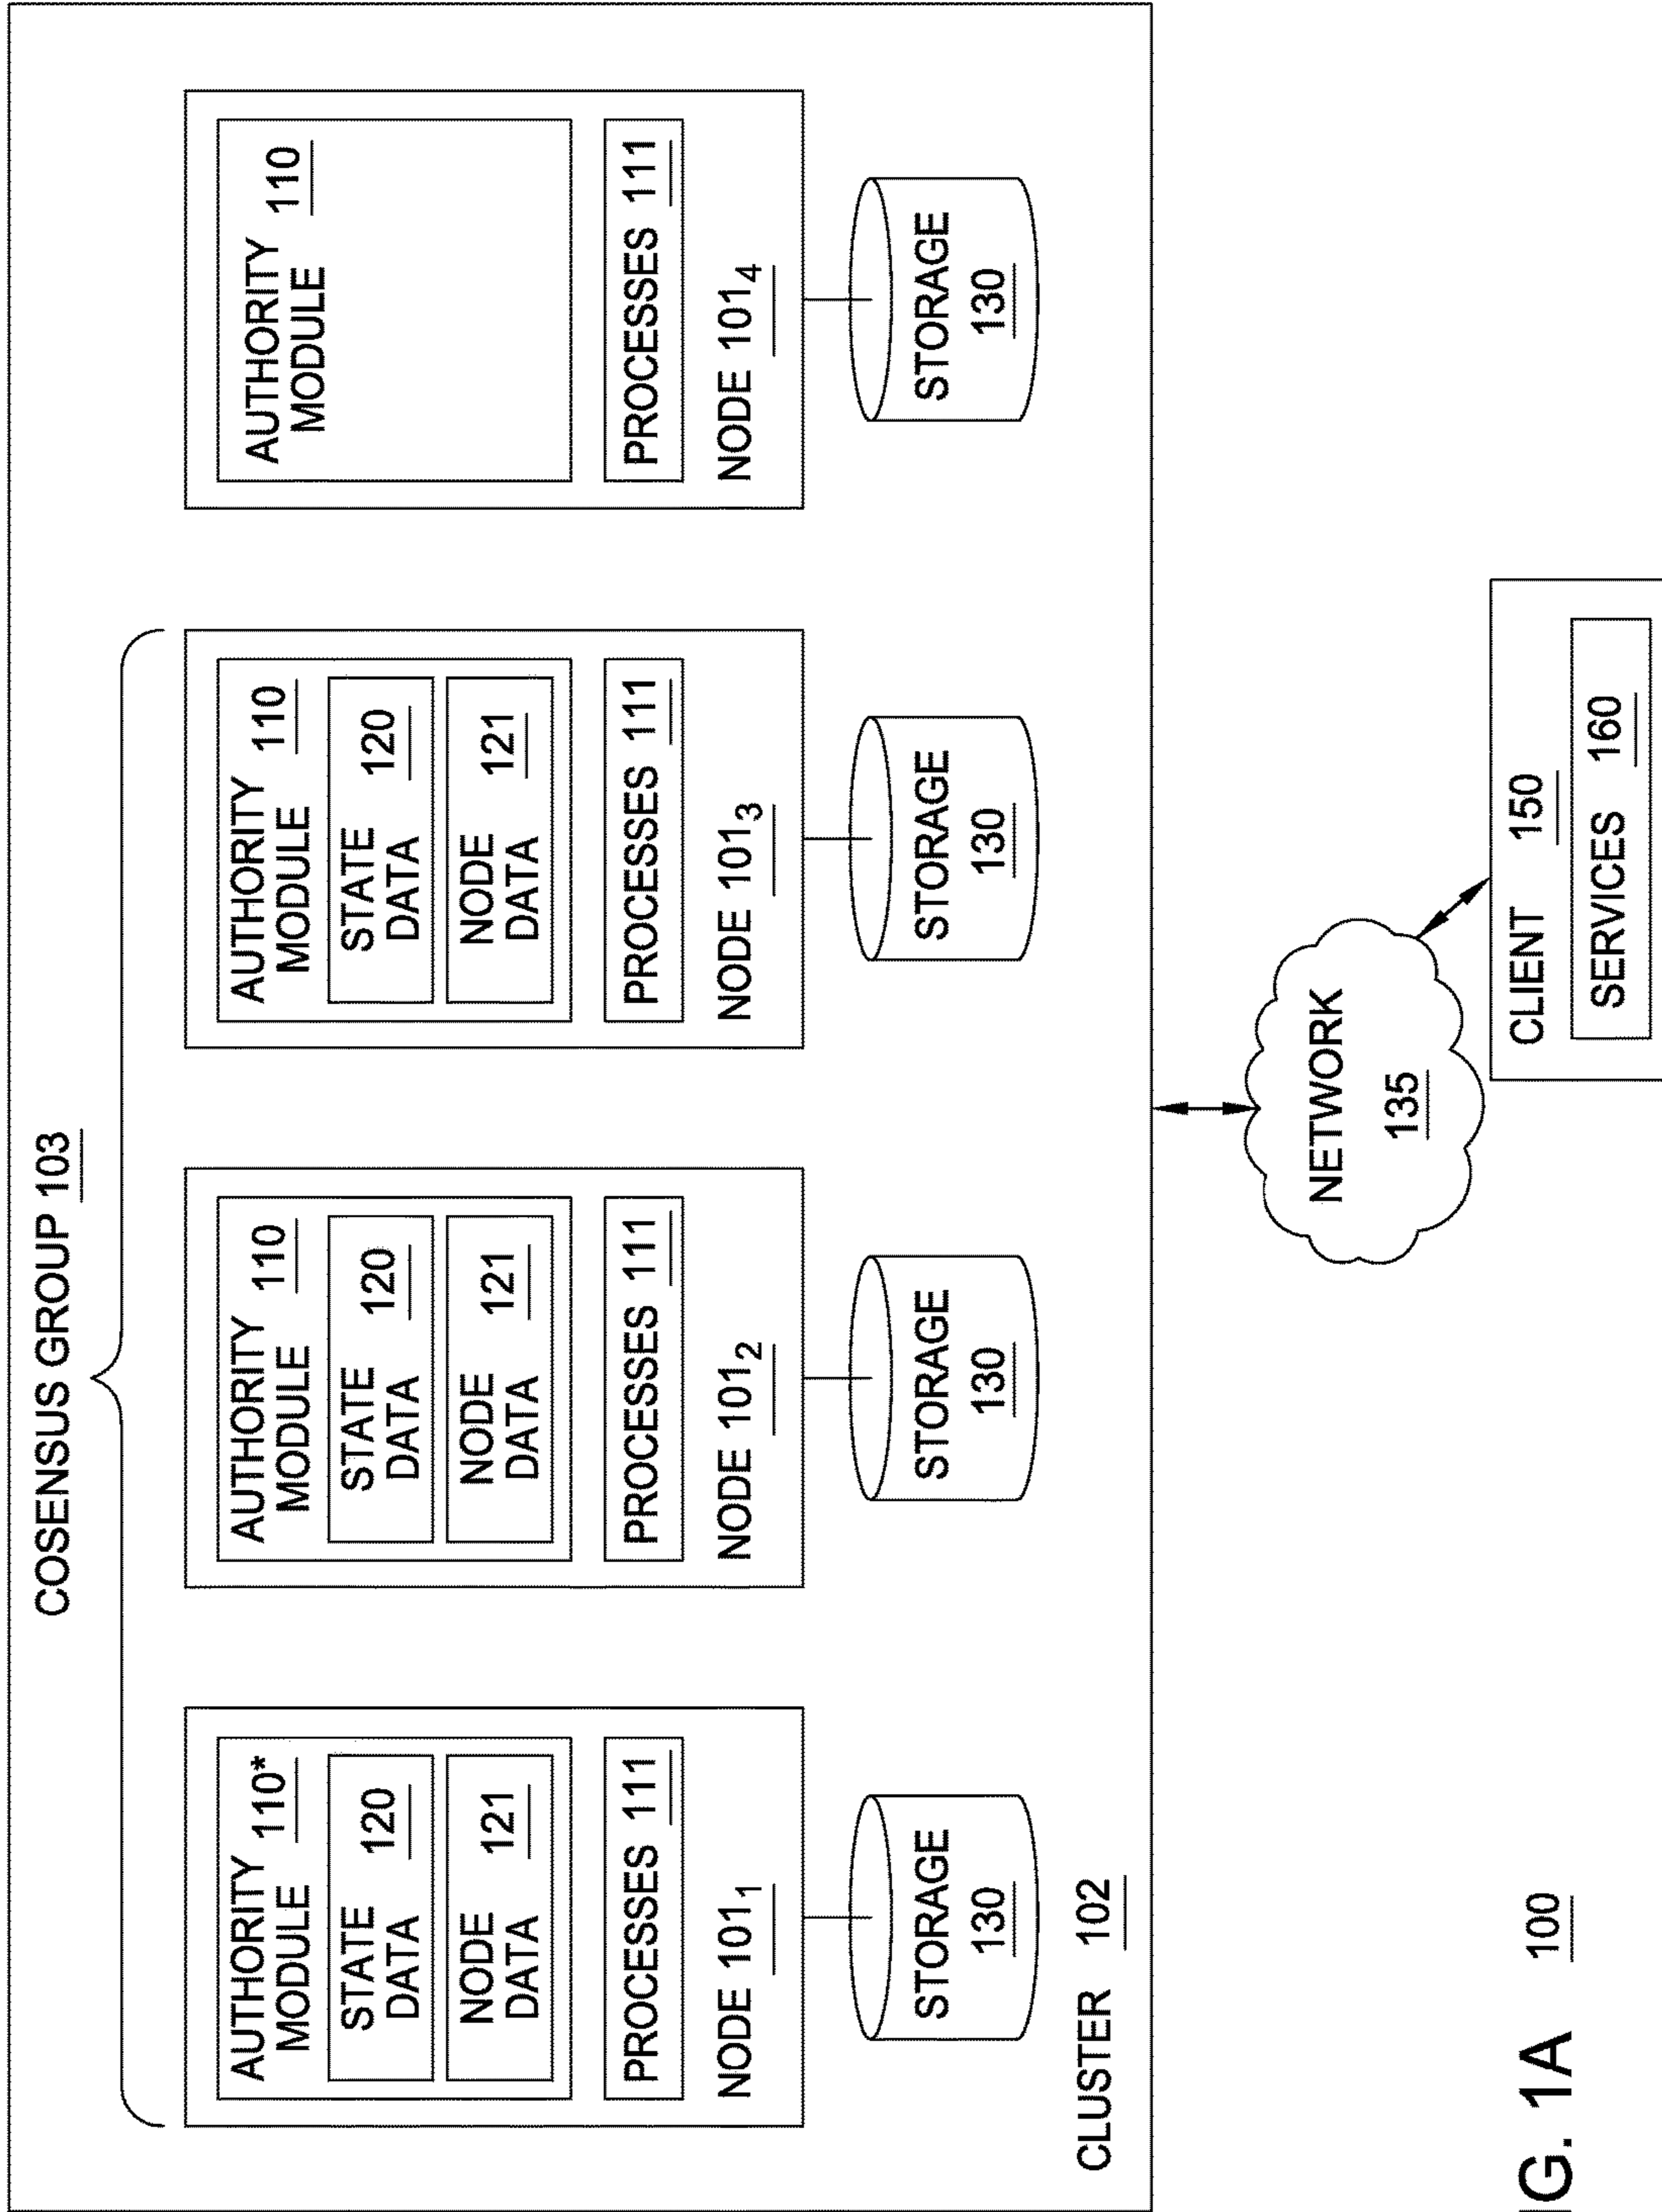 COSENSUS GROUP 103
AUTHORITY
MODULE 110*
STATE
DATA 120
NODE
DATA 121
PROCESSES 111
NODE 101₁
STORAGE
130
AUTHORITY
MODULE 110
STATE
DATA 120
NODE
DATA 121
PROCESSES 111
NODE 101₂
STORAGE
130
AUTHORITY
MODULE 110
STATE
DATA 120
NODE
DATA 121
PROCESSES 111
NODE 101₃
STORAGE
130
AUTHORITY
MODULE 110
PROCESSES 111
NODE 101₄
STORAGE
130
CLUSTER 102
NETWORK
135
CLIENT 150
SERVICES 160
G. 1A 100